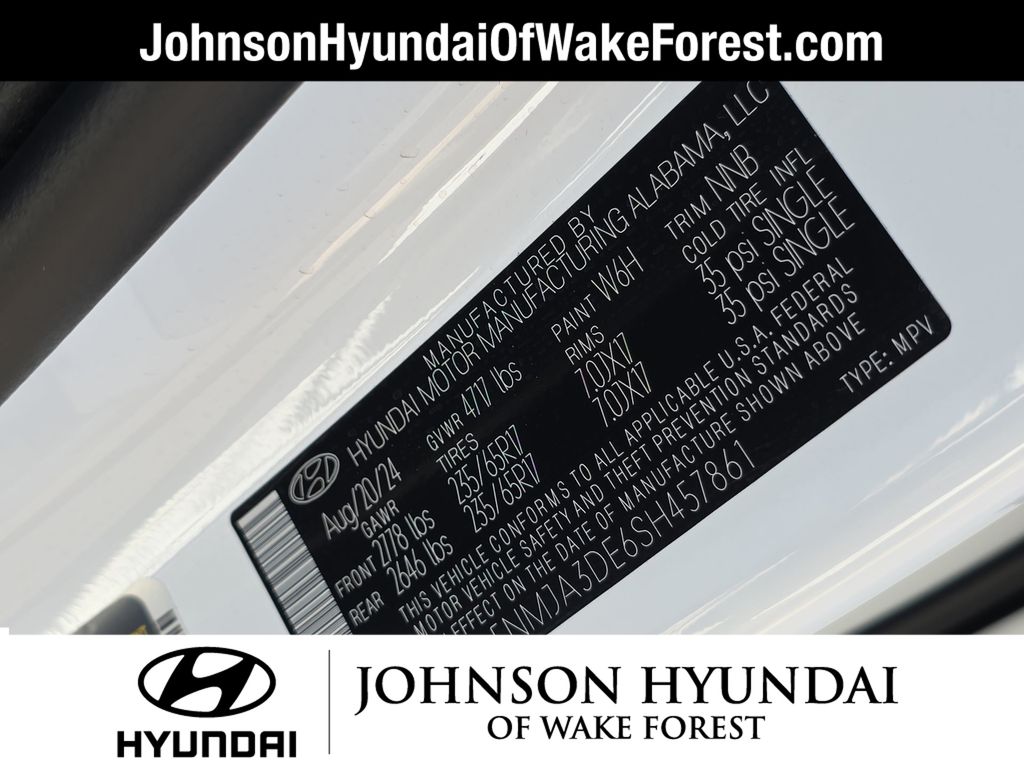 JohnsonHyundaiOfWakeForest.com
MANUFACTURED BY
HYUNDAI MOTOR MANUFACTURING ALABAMA, LLC
Aug/20/24 GVWR 4717 lbs PAINT W6H TRIM NNB
GAWR TIRES RIMS COLD TIRE INFL
FRONT 2778 lbs 235/65R17 7.0JX17 35 psi SINGLE
REAR 2646 lbs 235/65R17 7.0JX17 35 psi SINGLE
THIS VEHICLE CONFORMS TO ALL APPLICABLE U.S.A. FEDERAL
MOTOR VEHICLE SAFETY AND THEFT PREVENTION STANDARDS
EFFECT ON THE DATE OF MANUFACTURE SHOWN ABOVE
NMJA3DE6SH457861 TYPE: MPV
HYUNDAI
JOHNSON HYUNDAI
OF WAKE FOREST